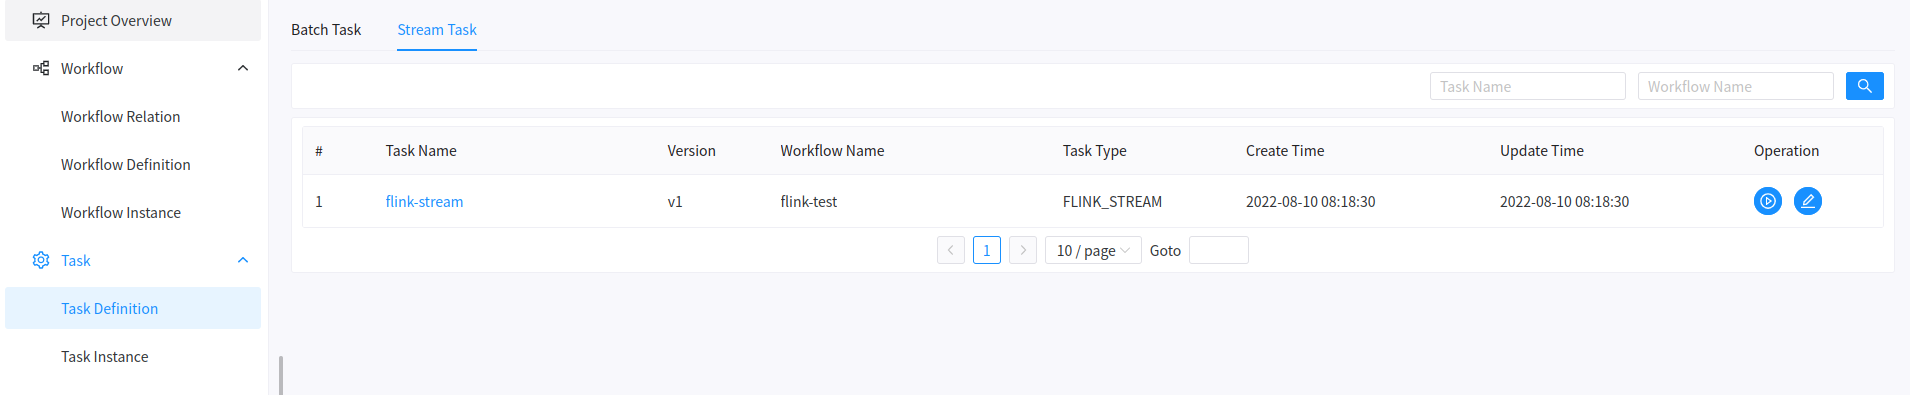 Project Overview
Workflow
Workflow Relation
Workflow Definition
Workflow Instance
Task
Task Definition
Task Instance
Batch Task Stream Task
Task Name Workflow Name
# Task Name Version Workflow Name Task Type Create Time Update Time Operation
1 flink-stream v1 flink-test FLINK_STREAM 2022-08-10 08:18:30 2022-08-10 08:18:30
1 10 / page Goto